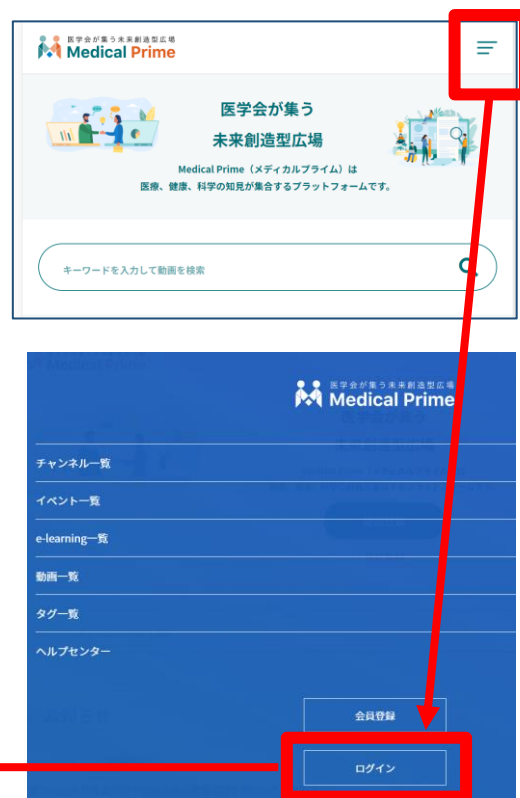 医学会が集う未来創造型広場
Medical Prime
医学会が集う
未来創造型広場
Medical Prime（メディカルプライム）は
医療、健康、科学の知見が集合するプラットフォームです。
キーワードを入力して動画を検索
医学会が集う未来創造型広場
Medical Prime
チャンネル一覧
イベント一覧
e-learning一覧
動画一覧
タグ一覧
ヘルプセンター
会員登録
ログイン